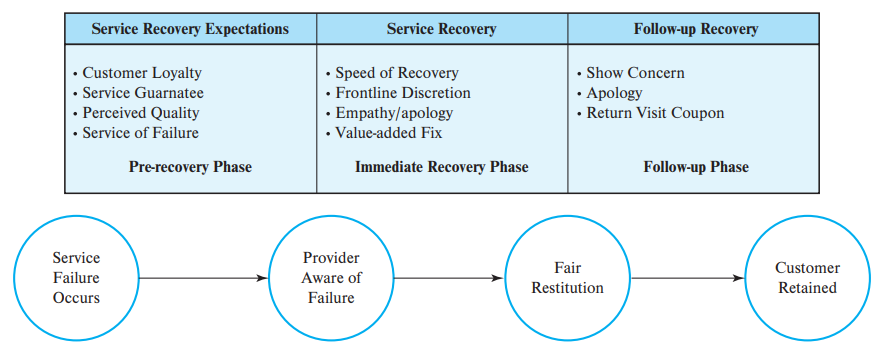 Service Recovery Expectations
• Customer Loyalty
• Service Guarnatee
• Perceived Quality
• Service of Failure
Pre-recovery Phase
Service Recovery
• Speed of Recovery
• Frontline Discretion
• Empathy/apology
• Value-added Fix
Immediate Recovery Phase
Follow-up Recovery
• Show Concern
• Apology
• Return Visit Coupon
Follow-up Phase
Service
Failure
Occurs
Provider
Aware of
Failure
Fair
Restitution
Customer
Retained